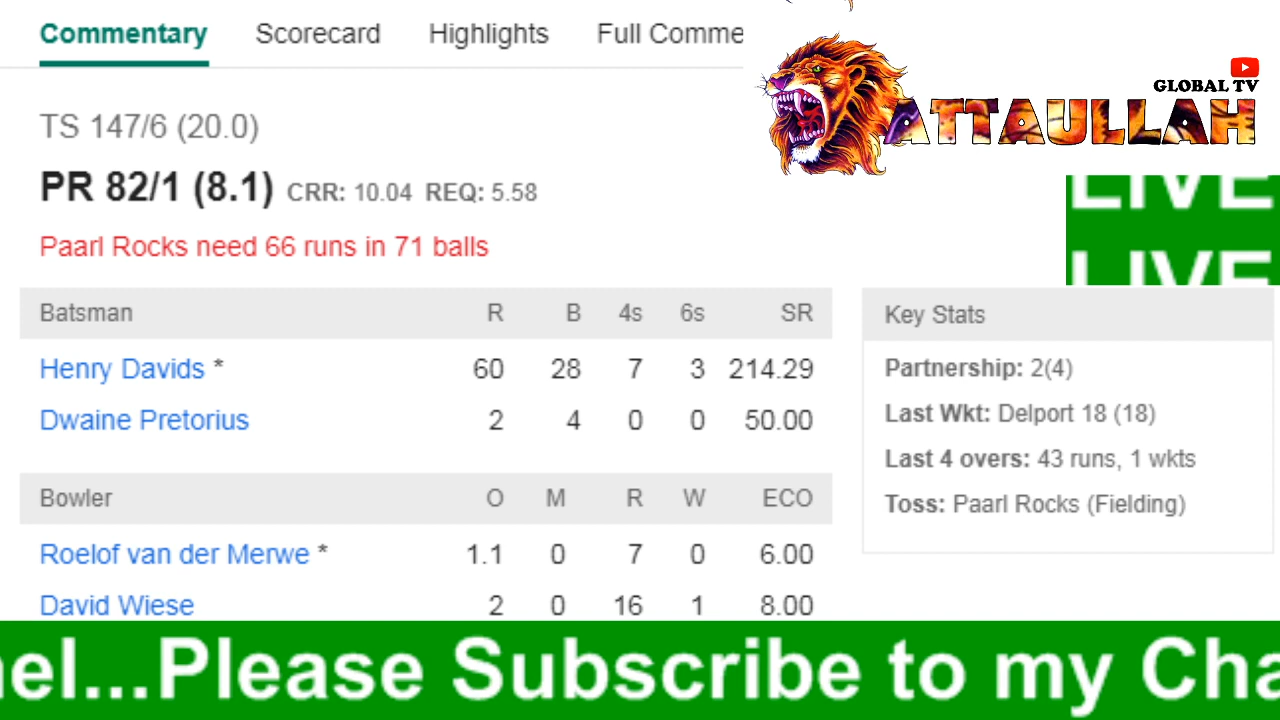 Commentary Scorecard Highlights Full Comme
GLOBAL TV
ATTAULLAH
TS 147/6 (20.0)
PR 82/1 (8.1) CRR: 10.04 REQ: 5.58
LIVE
LIVE
Paarl Rocks need 66 runs in 71 balls
Batsman R B 4s 6s SR
Henry Davids * 60 28 7 3 214.29
Dwaine Pretorius 2 4 0 0 50.00
Key Stats
Partnership: 2(4)
Last Wkt: Delport 18 (18)
Last 4 overs: 43 runs, 1 wkts
Toss: Paarl Rocks (Fielding)
Bowler O M R W ECO
Roelof van der Merwe * 1.1 0 7 0 6.00
David Wiese 2 0 16 1 8.00
nel...Please Subscribe to my Cha